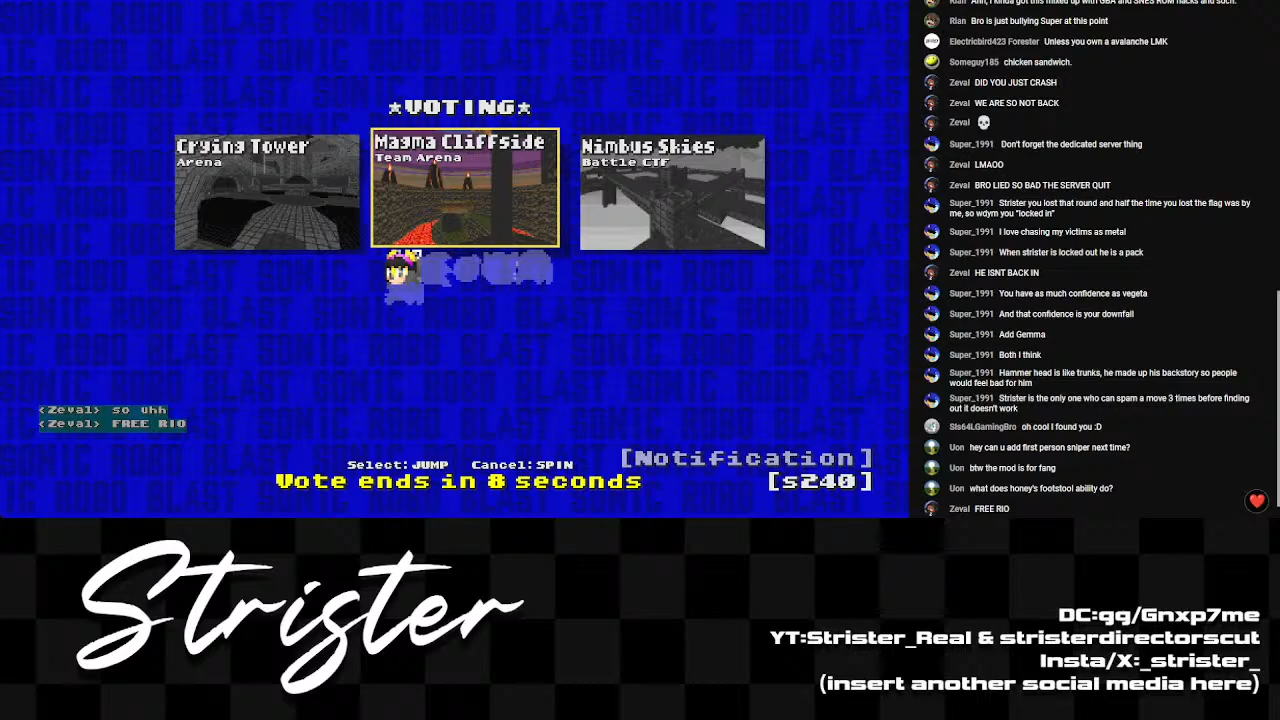 *VOTING*
Crying Tower
Arena
Magma Cliffside
Team Arena
Nimbus Skies
Battle CTF
<Zeval> so uhh
<Zeval> FREE RIO
Select:JUMP Cancel:SPIN
Vote ends in 8 seconds
[Notification]
[s240]
Rian Bro is just bullying Super at this point
Electricbird423 Forester Unless you own a avalanche LMK
Someguy185 chicken sandwich.
Zeval DID YOU JUST CRASH
Zeval WE ARE SO NOT BACK
Zeval 💀
Super_1991 Don't forget the dedicated server thing
Zeval LMAOO
Zeval BRO LIED SO BAD THE SERVER QUIT
Super_1991 Strister you lost that round and half the time you lost the flag was by
me, so wdym you "locked in"
Super_1991 I love chasing my victims as metal
Super_1991 When strister is locked out he is a pack
Zeval HE ISNT BACK IN
Super_1991 You have as much confidence as vegeta
Super_1991 And that confidence is your downfall
Super_1991 Add Gemma
Super_1991 Both I think
Super_1991 Hammer head is like trunks, he made up his backstory so people
would feel bad for him
Super_1991 Strister is the only one who can spam a move 3 times before finding
out it doesn't work
Sls64LGamingBro oh cool I found you :D
Uon hey can u add first person sniper next time?
Uon btw the mod is for fang
Uon what does honey's footstool ability do?
Zeval FREE RIO
Strister
DC:gg/Gnxp7me
YT:Strister_Real & stristerdirectorscut
Insta/X:_strister_
(insert another social media here)